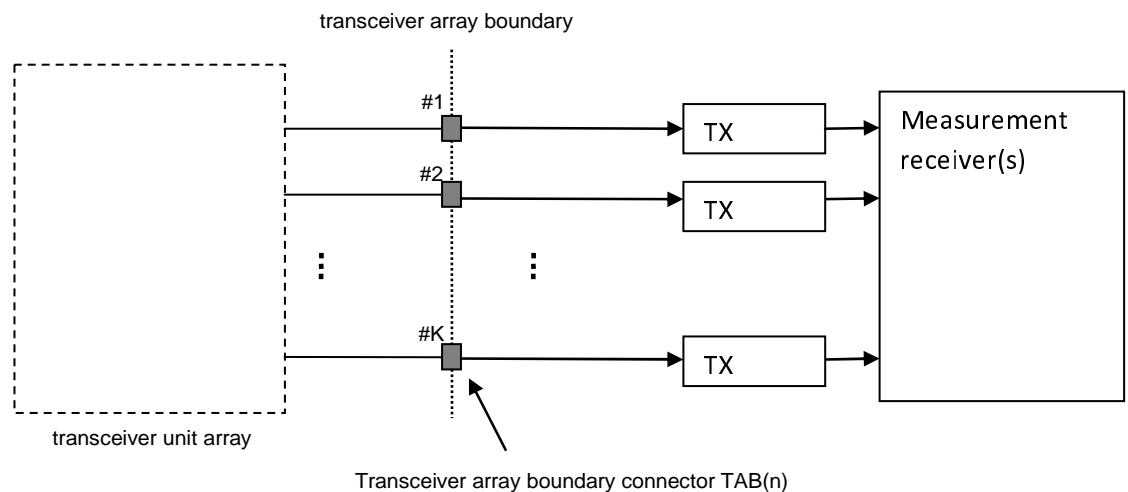 transceiver array boundary
#1
TX
Measurement
receiver(s)
#2
TX
#K
TX
transceiver unit array
Transceiver array boundary connector TAB(n)